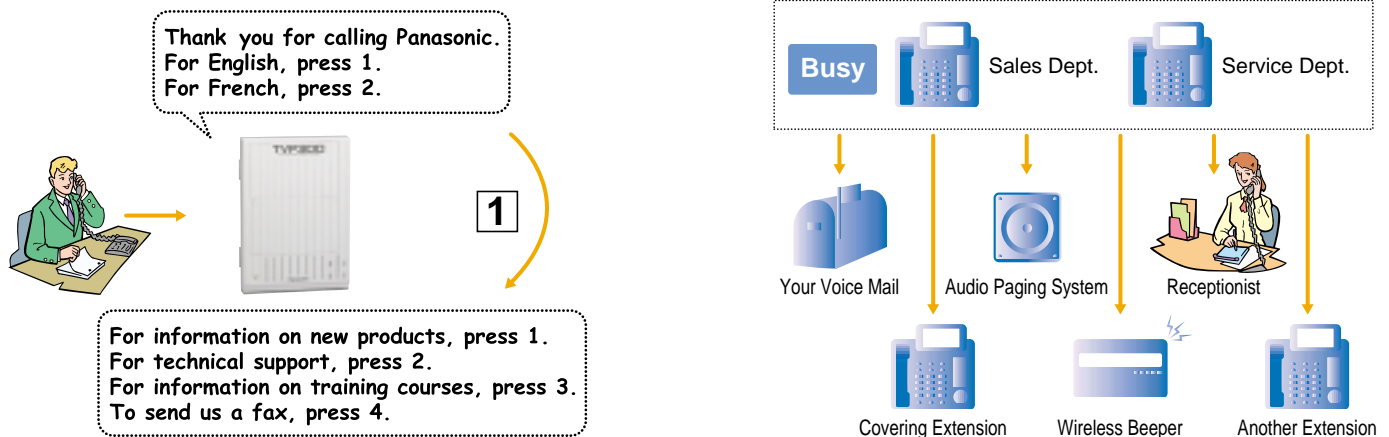 Thank you for calling Panasonic.
For English, press 1.
For French, press 2.
TVP200
1
For information on new products, press 1.
For technical support, press 2.
For information on training courses, press 3.
To send us a fax, press 4.
Busy
Sales Dept.
Service Dept.
Your Voice Mail
Audio Paging System
Receptionist
Covering Extension
Wireless Beeper
Another Extension